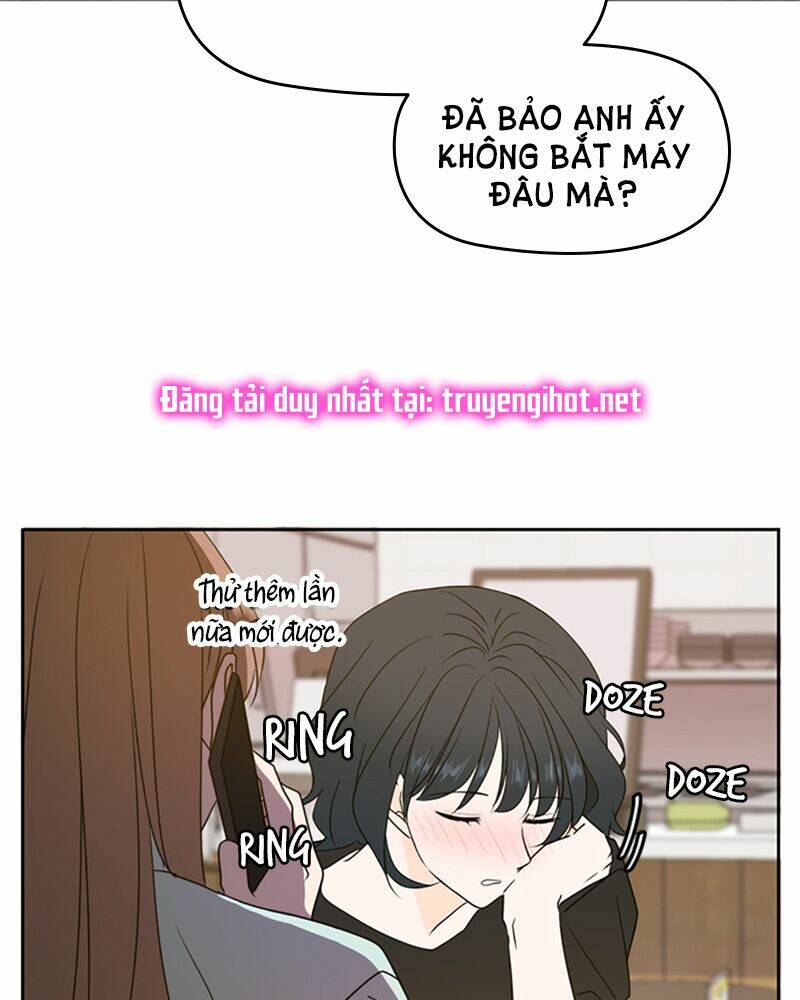 ĐÃ BẢO ANH ẤY
KHÔNG BẮT MÁY
ĐÂU MÀ?
Đăng tải duy nhất tại: truyengihot.net
Thử thêm lần
nữa mới được.
DOZE
RING
DOZE
RING